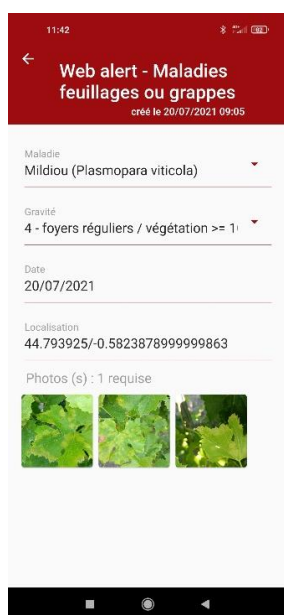 11:42
82
Web alert - Maladies
feuillages ou grappes
créé le 20/07/2021 09:05
Maladie
Mildiou (Plasmopara viticola)
Gravité
4 - foyers réguliers / végétation >= 1
Date
20/07/2021
Localisation
44.793925/-0.5823878999999863
Photos (s) : 1 requise